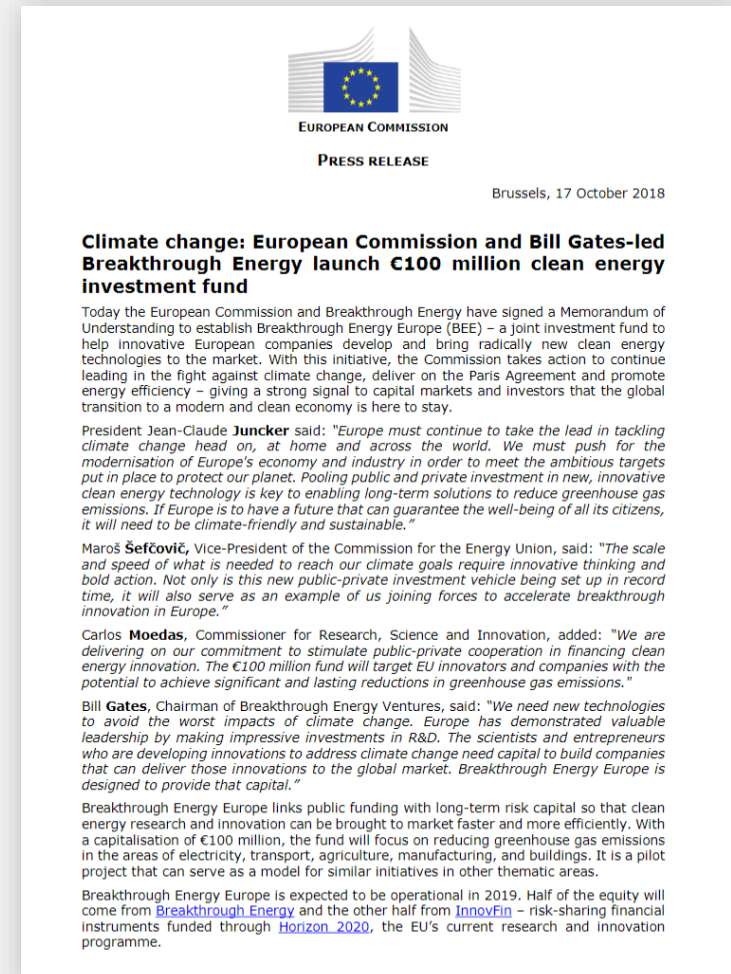 EUROPEAN COMMISSION
PRESS RELEASE
Brussels, 17 October 2018
Climate change: European Commission and Bill Gates-led
Breakthrough Energy launch €100 million clean energy
investment fund
Today the European Commission and Breakthrough Energy have signed a Memorandum of
Understanding to establish Breakthrough Energy Europe (BEE) – a joint investment fund to
help innovative European companies develop and bring radically new clean energy
technologies to the market. With this initiative, the Commission takes action to continue
leading in the fight against climate change, deliver on the Paris Agreement and promote
energy efficiency – giving a strong signal to capital markets and investors that the global
transition to a modern and clean economy is here to stay.
President Jean-Claude Juncker said: "Europe must continue to take the lead in tackling
climate change head on, at home and across the world. We must push for the
modernisation of Europe's economy and industry in order to meet the ambitious targets
put in place to protect our planet. Pooling public and private investment in new, innovative
clean energy technology is key to enabling long-term solutions to reduce greenhouse gas
emissions. If Europe is to have a future that can guarantee the well-being of all its citizens,
it will need to be climate-friendly and sustainable."
Maroš Šefčovič, Vice-President of the Commission for the Energy Union, said: "The scale
and speed of what is needed to reach our climate goals require innovative thinking and
bold action. Not only is this new public-private investment vehicle being set up in record
time, it will also serve as an example of us joining forces to accelerate breakthrough
innovation in Europe."
Carlos Moedas, Commissioner for Research, Science and Innovation, added: "We are
delivering on our commitment to stimulate public-private cooperation in financing clean
energy innovation. The €100 million fund will target EU innovators and companies with the
potential to achieve significant and lasting reductions in greenhouse gas emissions."
Bill Gates, Chairman of Breakthrough Energy Ventures, said: "We need new technologies
to avoid the worst impacts of climate change. Europe has demonstrated valuable
leadership by making impressive investments in R&D. The scientists and entrepreneurs
who are developing innovations to address climate change need capital to build companies
that can deliver those innovations to the global market. Breakthrough Energy Europe is
designed to provide that capital."
Breakthrough Energy Europe links public funding with long-term risk capital so that clean
energy research and innovation can be brought to market faster and more efficiently. With
a capitalisation of €100 million, the fund will focus on reducing greenhouse gas emissions
in the areas of electricity, transport, agriculture, manufacturing, and buildings. It is a pilot
project that can serve as a model for similar initiatives in other thematic areas.
Breakthrough Energy Europe is expected to be operational in 2019. Half of the equity will
come from Breakthrough Energy and the other half from InnovFin – risk-sharing financial
instruments funded through Horizon 2020, the EU's current research and innovation
programme.